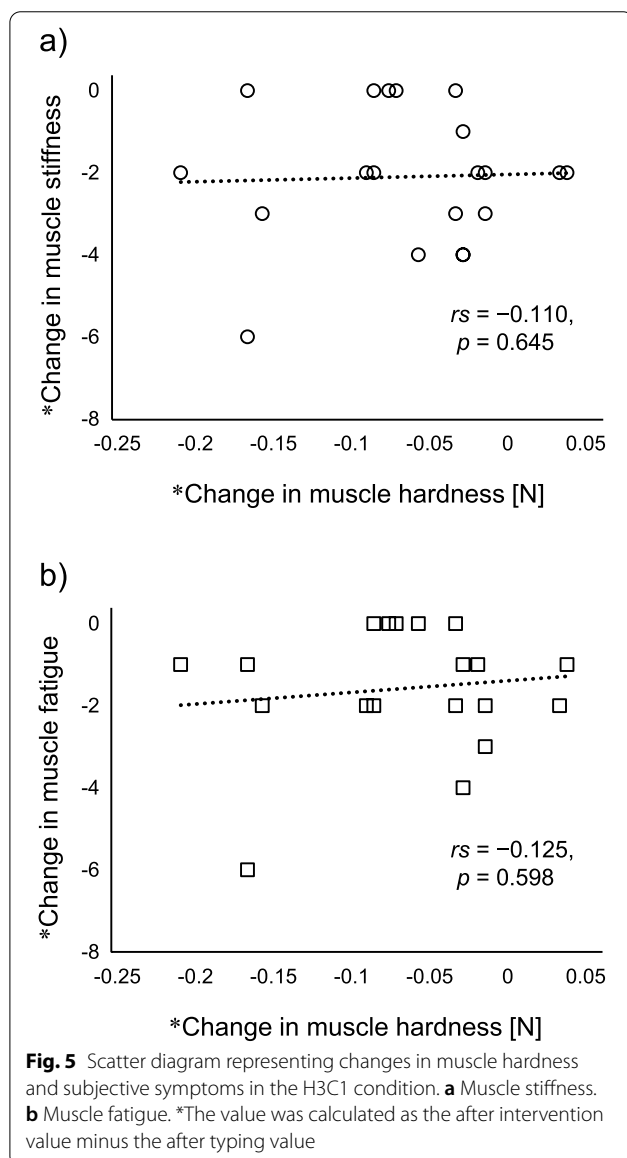 a)
0
-2
-4
-6
-8
*Change in muscle stiffness
rs = −0.110,
p = 0.645
-0.25 -0.2 -0.15 -0.1 -0.05 0 0.05
*Change in muscle hardness [N]
b)
0
-2
-4
-6
-8
*Change in muscle fatigue
rs = −0.125,
p = 0.598
-0.25 -0.2 -0.15 -0.1 -0.05 0 0.05
*Change in muscle hardness [N]
Fig. 5 Scatter diagram representing changes in muscle hardness
and subjective symptoms in the H3C1 condition. a Muscle stiffness.
b Muscle fatigue. *The value was calculated as the after intervention
value minus the after typing value